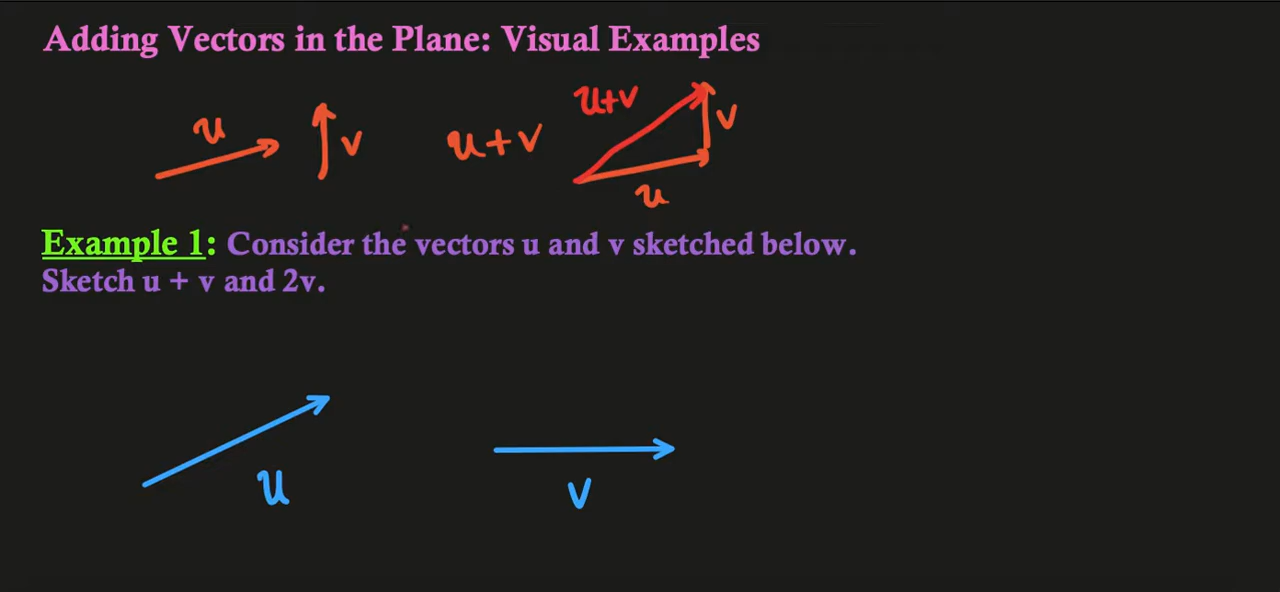 Adding Vectors in the Plane: Visual Examples
u v u+v u+v v u
Example 1: Consider the vectors u and v sketched below.
Sketch u + v and 2v.
u v